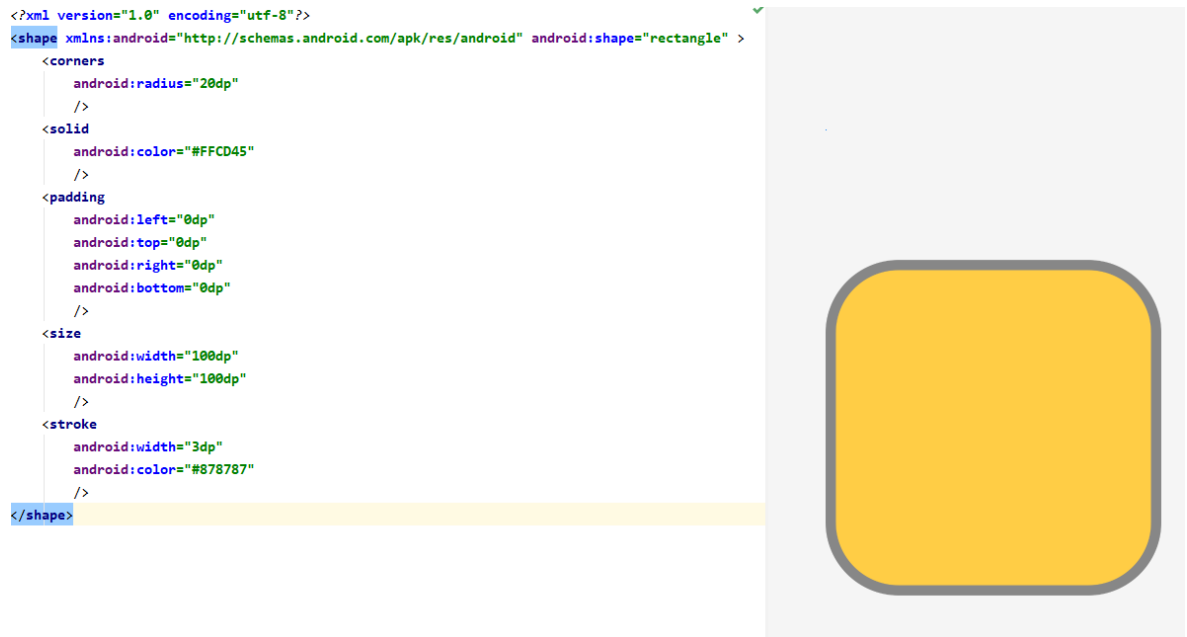 <?xml version="1.0" encoding="utf-8"?>
<shape xmlns:android="http://schemas.android.com/apk/res/android" android:shape="rectangle" >
    <corners
        android:radius="20dp"
        />
    <solid
        android:color="#FFCD45"
        />
    <padding
        android:left="0dp"
        android:top="0dp"
        android:right="0dp"
        android:bottom="0dp"
        />
    <size
        android:width="100dp"
        android:height="100dp"
        />
    <stroke
        android:width="3dp"
        android:color="#878787"
        />
</shape>